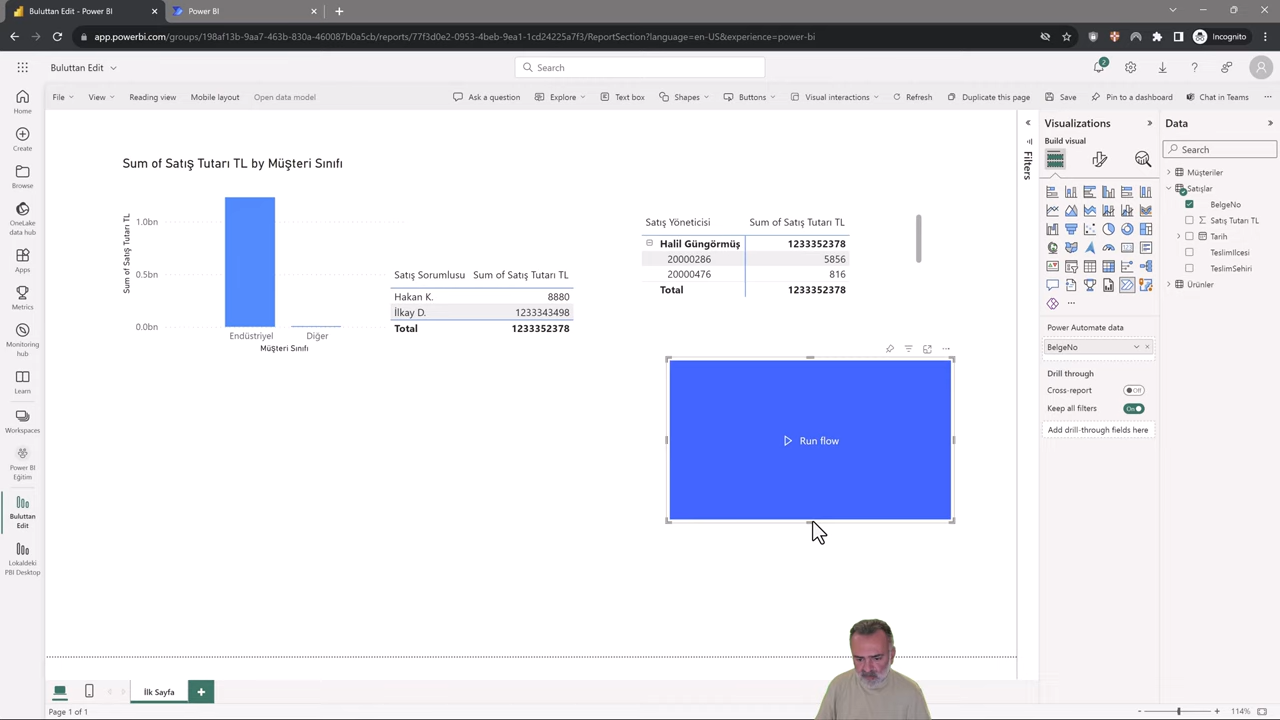 Buluttan Edit - Power BI
Power BI
app.powerbi.com/groups/198af13b-9aa7-463b-830a-460087b0a5cb/reports/77f3d0e2-0953-4beb-9ea1-1cd24225a7f3/ReportSection?language=en-US&experience=power-bi
Incognito
Buluttan Edit
Search
2
File
View
Reading view
Mobile layout
Open data model
Ask a question
Explore
Text box
Shapes
Buttons
Visual interactions
Refresh
Duplicate this page
Save
Pin to a dashboard
Chat in Teams
Home
Create
Browse
OneLake
data hub
Apps
Metrics
Monitoring
hub
Learn
Workspaces
Power BI
Eğitim
Buluttan
Edit
Lokaldeki
PBI Desktop
Sum of Satış Tutarı TL by Müşteri Sınıfı
Sum of Satış Tutarı TL
1.0bn
0.5bn
0.0bn
Endüstriyel
Diğer
Müşteri Sınıfı
Satış Sorumlusu Sum of Satış Tutarı TL
Hakan K. 8880
İlkay D. 1233343498
Total 1233352378
Satış Yöneticisi Sum of Satış Tutarı TL
Halil Güngörmüş 1233352378
20000286 5856
20000476 816
Total 1233352378
Run flow
Filters
Visualizations
Build visual
Power Automate data
BelgeNo
Drill through
Cross-report
Off
Keep all filters
On
Add drill-through fields here
Data
Search
Müşteriler
Satışlar
BelgeNo
Satış Tutarı TL
Tarih
TeslimIlcesi
TeslimSehiri
Ürünler
İlk Sayfa
Page 1 of 1
114%